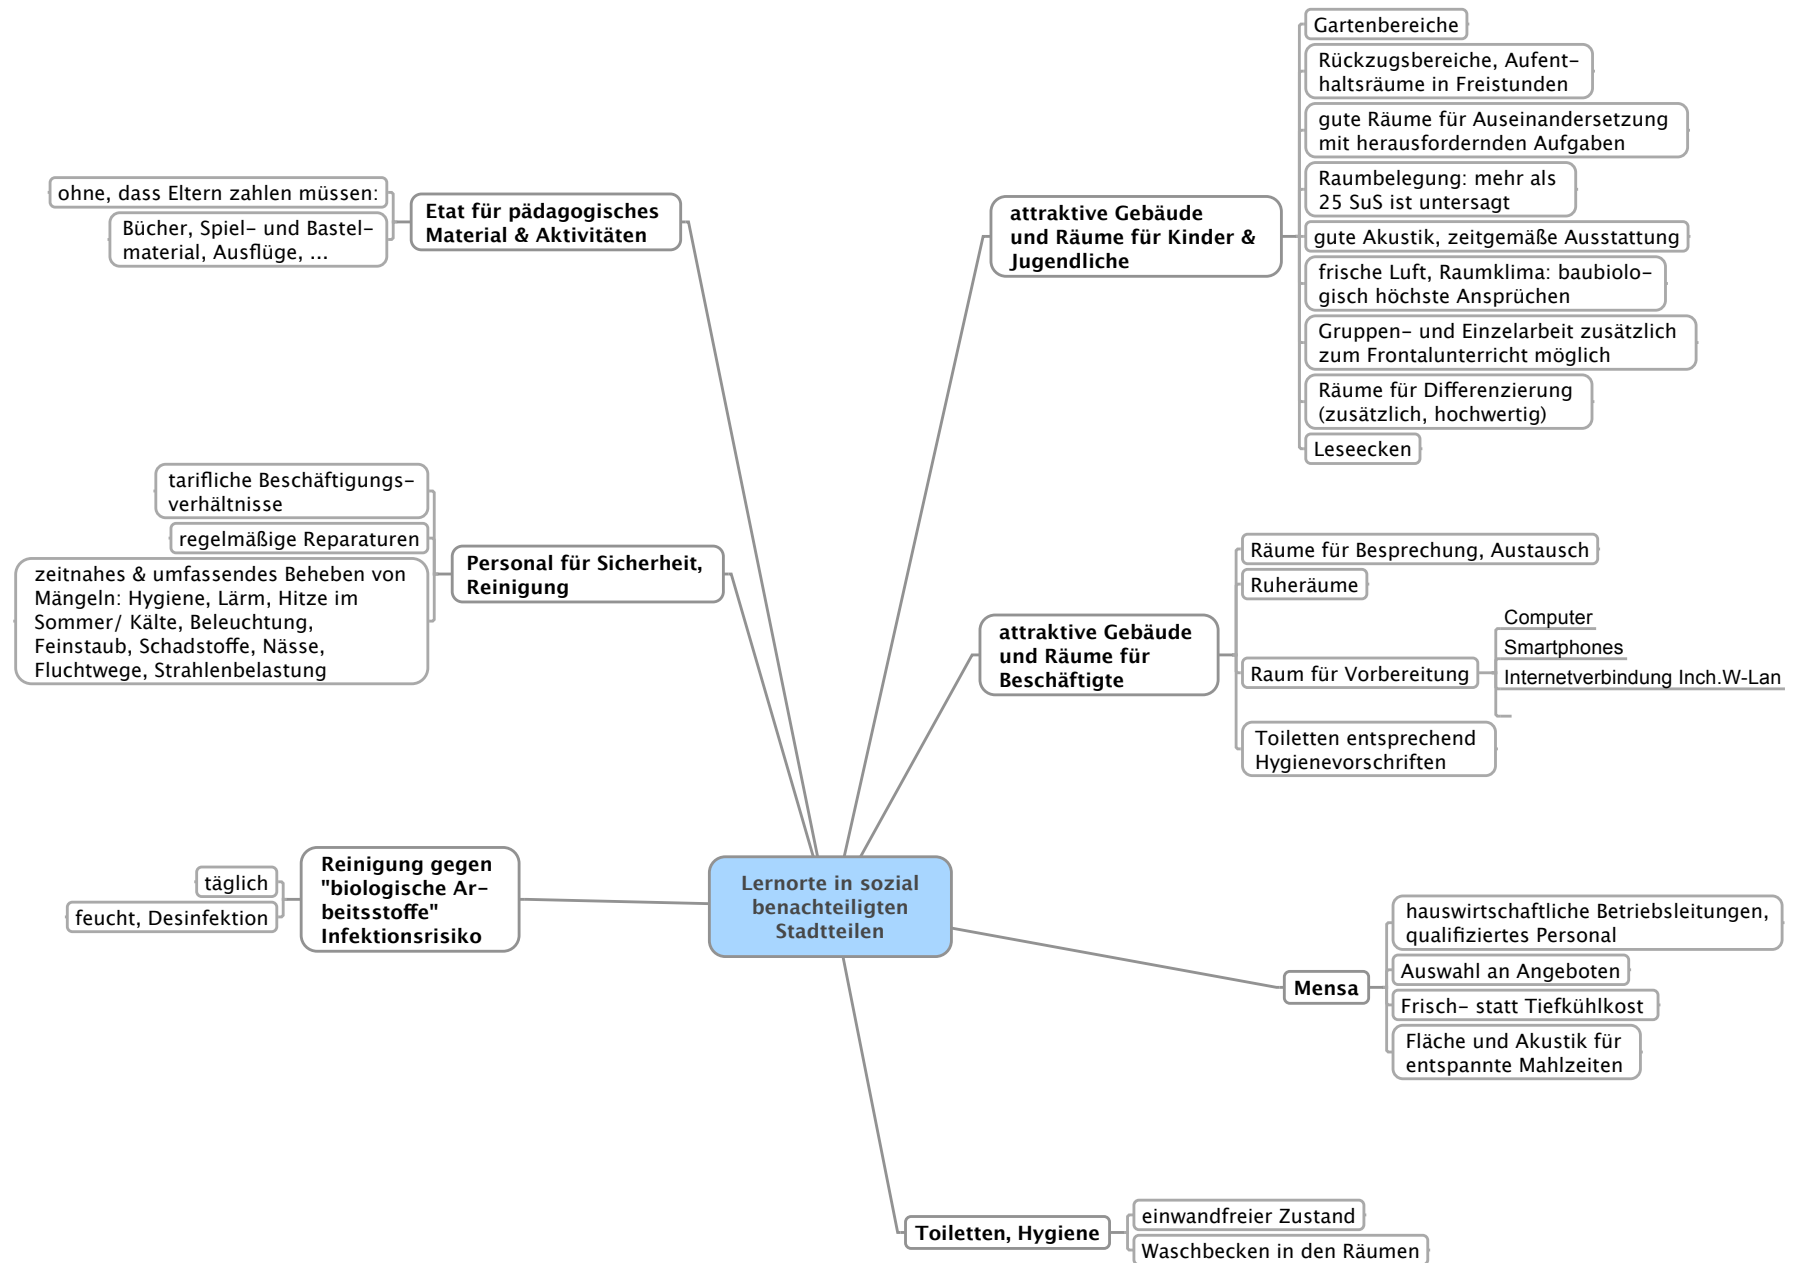 Lernorte in sozial
benachteiligten
Stadtteilen
attraktive Gebäude
und Räume für Kinder &
Jugendliche
Gartenbereiche
Rückzugsbereiche, Aufent-
haltsräume in Freistunden
gute Räume für Auseinandersetzung
mit herausfordernden Aufgaben
Raumbelegung: mehr als
25 SuS ist untersagt
gute Akustik, zeitgemäße Ausstattung
frische Luft, Raumklima: baubiolo-
gisch höchste Ansprüchen
Gruppen- und Einzelarbeit zusätzlich
zum Frontalunterricht möglich
Räume für Differenzierung
(zusätzlich, hochwertig)
Leseecken
attraktive Gebäude
und Räume für
Beschäftigte
Räume für Besprechung, Austausch
Ruheräume
Raum für Vorbereitung
Computer
Smartphones
Internetverbindung Inch.W-Lan
Toiletten entsprechend
Hygienevorschriften
Mensa
hauswirtschaftliche Betriebsleitungen,
qualifiziertes Personal
Auswahl an Angeboten
Frisch- statt Tiefkühlkost
Fläche und Akustik für
entspannte Mahlzeiten
Toiletten, Hygiene
einwandfreier Zustand
Waschbecken in den Räumen
Reinigung gegen
"biologische Ar-
beitsstoffe"
Infektionsrisiko
täglich
feucht, Desinfektion
Personal für Sicherheit,
Reinigung
tarifliche Beschäftigungs-
verhältnisse
regelmäßige Reparaturen
zeitnahes & umfassendes Beheben von
Mängeln: Hygiene, Lärm, Hitze im
Sommer/ Kälte, Beleuchtung,
Feinstaub, Schadstoffe, Nässe,
Fluchtwege, Strahlenbelastung
Etat für pädagogisches
Material & Aktivitäten
ohne, dass Eltern zahlen müssen:
Bücher, Spiel- und Bastel-
material, Ausflüge, ...